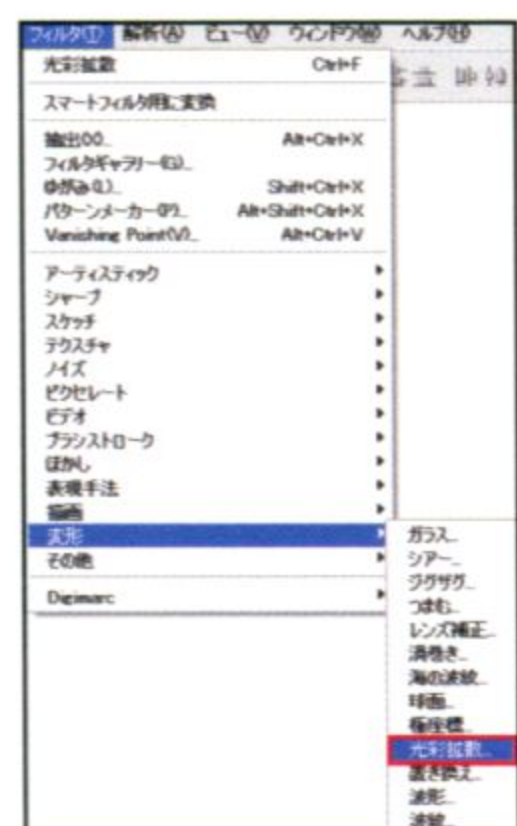 フィルタ(T) 解析(A) ビュー(V) ウィンドウ(W) ヘルプ(H)
光彩拡散 Ctrl+F
スマートフィルタ用に変換
抽出(X)... Alt+Ctrl+X
フィルタギャラリー(G)...
ゆがみ(L)... Shift+Ctrl+X
パターンメーカー(P)... Alt+Shift+Ctrl+X
Vanishing Point(V)... Alt+Ctrl+V
アーティスティック
シャープ
スケッチ
テクスチャ
ノイズ
ピクセレート
ビデオ
ブラシストローク
ぼかし
表現手法
描画
変形
その他
Digimarc
ガラス...
シアー...
ジグザグ...
つまむ...
レンズ補正...
渦巻き...
海の波紋...
球面...
極座標...
光彩拡散...
置き換え...
波形...
波紋...